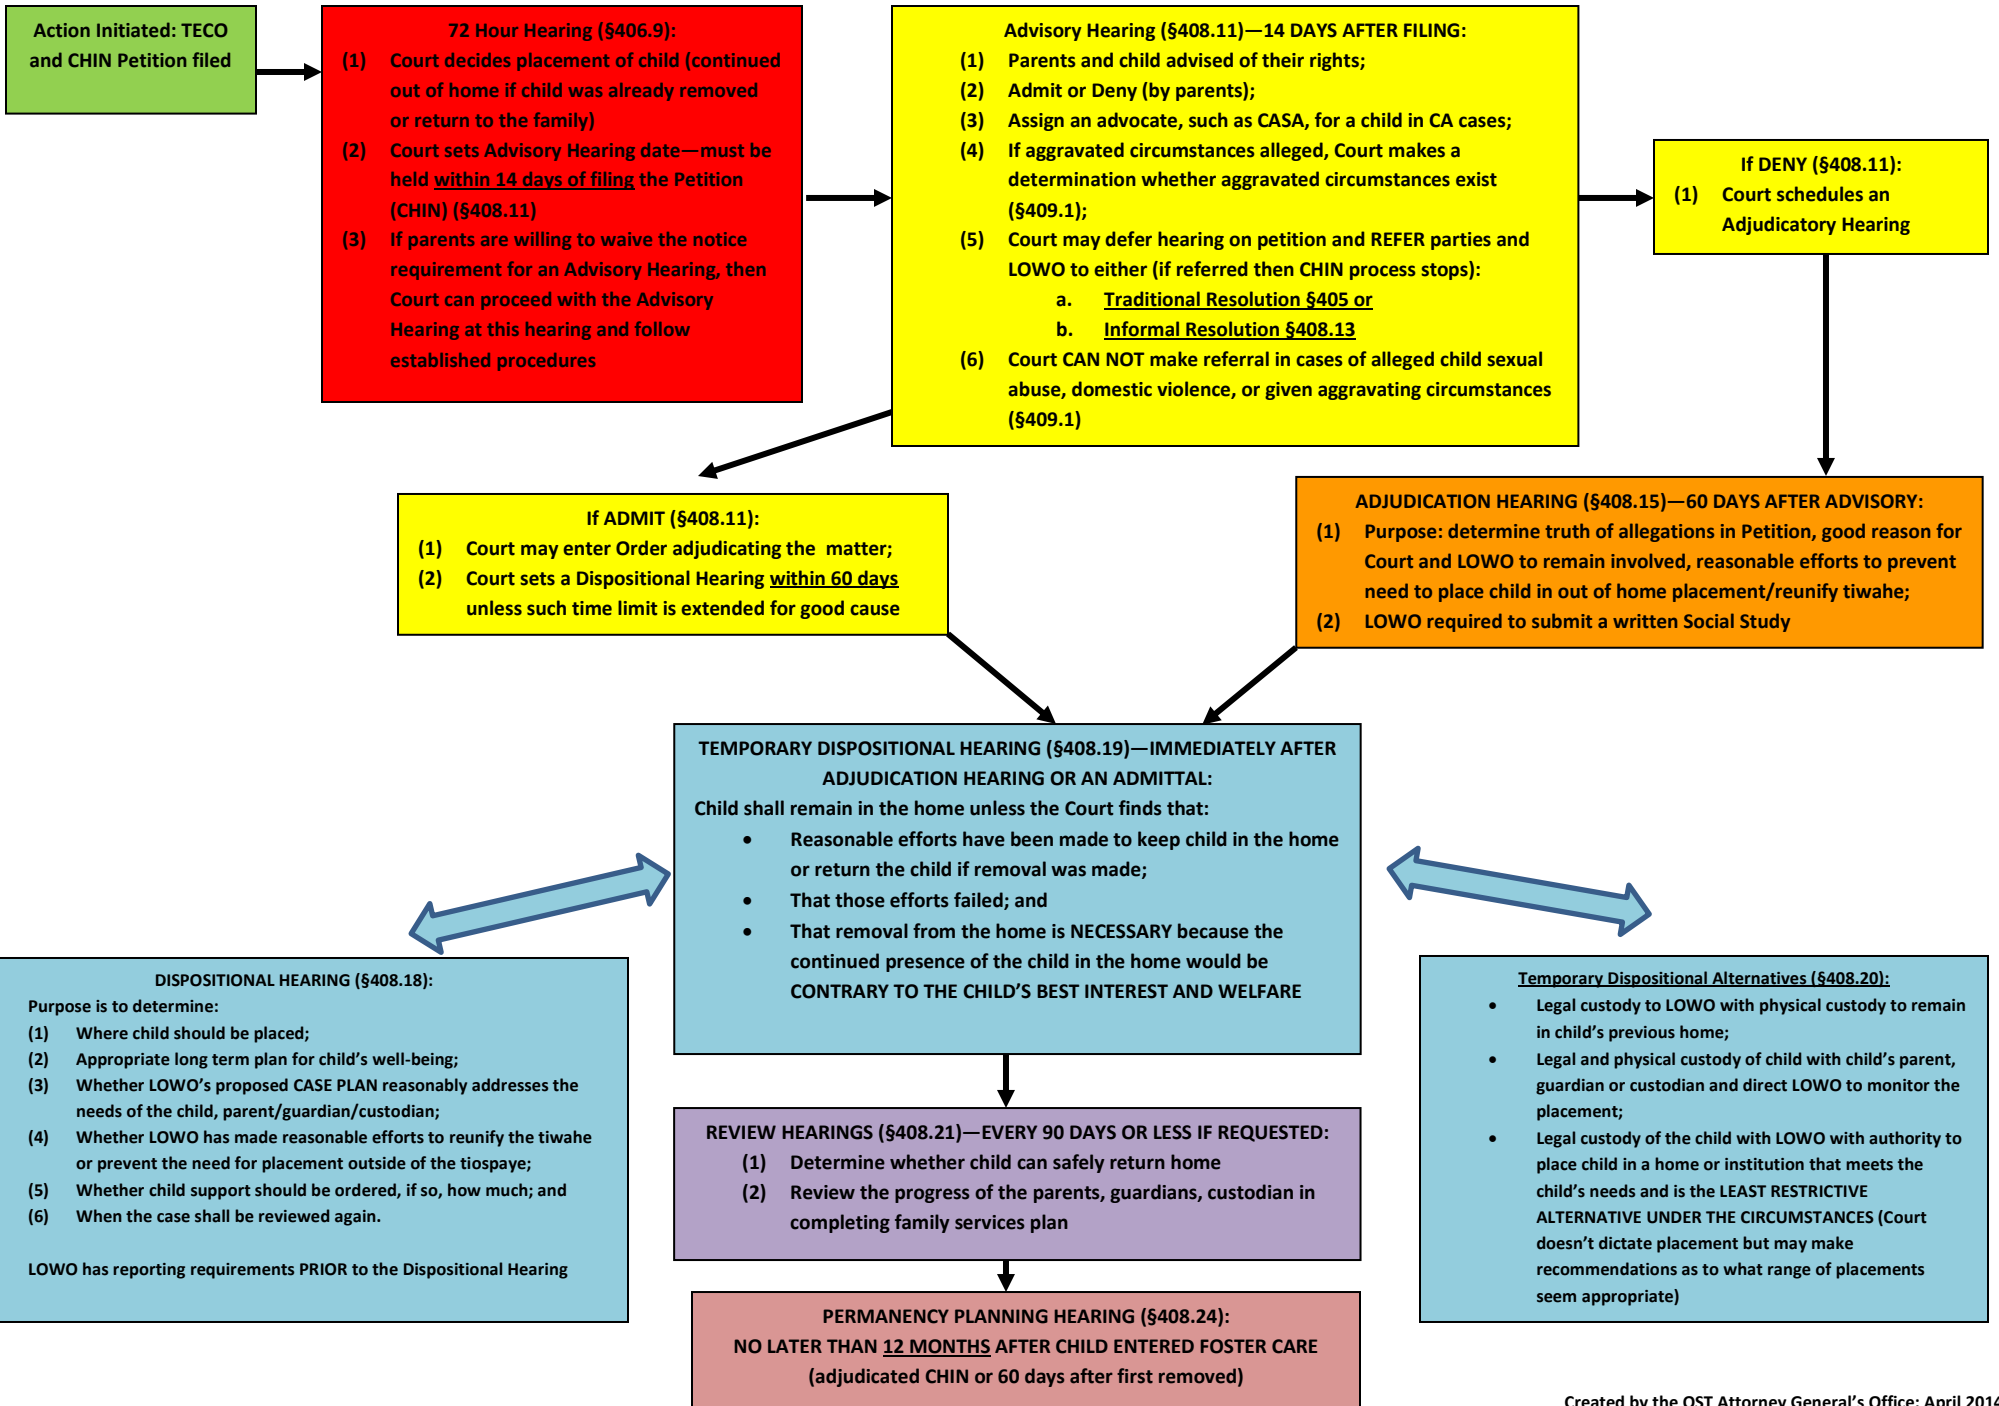 Action Initiated: TECO
and CHIN Petition filed
72 Hour Hearing (§406.9):
(1) Court decides placement of child (continued
out of home if child was already removed
or return to the family)
(2) Court sets Advisory Hearing date—must be
held within 14 days of filing the Petition
(CHIN) (§408.11)
(3) If parents are willing to waive the notice
requirement for an Advisory Hearing, then
Court can proceed with the Advisory
Hearing at this hearing and follow
established procedures
Advisory Hearing (§408.11)—14 DAYS AFTER FILING:
(1) Parents and child advised of their rights;
(2) Admit or Deny (by parents);
(3) Assign an advocate, such as CASA, for a child in CA cases;
(4) If aggravated circumstances alleged, Court makes a
determination whether aggravated circumstances exist
(§409.1);
(5) Court may defer hearing on petition and REFER parties and
LOWO to either (if referred then CHIN process stops):
a. Traditional Resolution §405 or
b. Informal Resolution §408.13
(6) Court CAN NOT make referral in cases of alleged child sexual
abuse, domestic violence, or given aggravating circumstances
(§409.1)
If DENY (§408.11):
(1) Court schedules an
Adjudicatory Hearing
If ADMIT (§408.11):
(1) Court may enter Order adjudicating the matter;
(2) Court sets a Dispositional Hearing within 60 days
unless such time limit is extended for good cause
ADJUDICATION HEARING (§408.15)—60 DAYS AFTER ADVISORY:
(1) Purpose: determine truth of allegations in Petition, good reason for
Court and LOWO to remain involved, reasonable efforts to prevent
need to place child in out of home placement/reunify tiwahe;
(2) LOWO required to submit a written Social Study
TEMPORARY DISPOSITIONAL HEARING (§408.19)—IMMEDIATELY AFTER
ADJUDICATION HEARING OR AN ADMITTAL:
Child shall remain in the home unless the Court finds that:
• Reasonable efforts have been made to keep child in the home
or return the child if removal was made;
• That those efforts failed; and
• That removal from the home is NECESSARY because the
continued presence of the child in the home would be
CONTRARY TO THE CHILD'S BEST INTEREST AND WELFARE
DISPOSITIONAL HEARING (§408.18):
Purpose is to determine:
(1) Where child should be placed;
(2) Appropriate long term plan for child's well-being;
(3) Whether LOWO's proposed CASE PLAN reasonably addresses the
needs of the child, parent/guardian/custodian;
(4) Whether LOWO has made reasonable efforts to reunify the tiwahe
or prevent the need for placement outside of the tiospaye;
(5) Whether child support should be ordered, if so, how much; and
(6) When the case shall be reviewed again.
LOWO has reporting requirements PRIOR to the Dispositional Hearing
Temporary Dispositional Alternatives (§408.20):
• Legal custody to LOWO with physical custody to remain
in child's previous home;
• Legal and physical custody of child with child's parent,
guardian or custodian and direct LOWO to monitor the
placement;
• Legal custody of the child with LOWO with authority to
place child in a home or institution that meets the
child's needs and is the LEAST RESTRICTIVE
ALTERNATIVE UNDER THE CIRCUMSTANCES (Court
doesn't dictate placement but may make
recommendations as to what range of placements
seem appropriate)
REVIEW HEARINGS (§408.21)—EVERY 90 DAYS OR LESS IF REQUESTED:
(1) Determine whether child can safely return home
(2) Review the progress of the parents, guardians, custodian in
completing family services plan
PERMANENCY PLANNING HEARING (§408.24):
NO LATER THAN 12 MONTHS AFTER CHILD ENTERED FOSTER CARE
(adjudicated CHIN or 60 days after first removed)
Created by the OST Attorney General's Office: April 2014